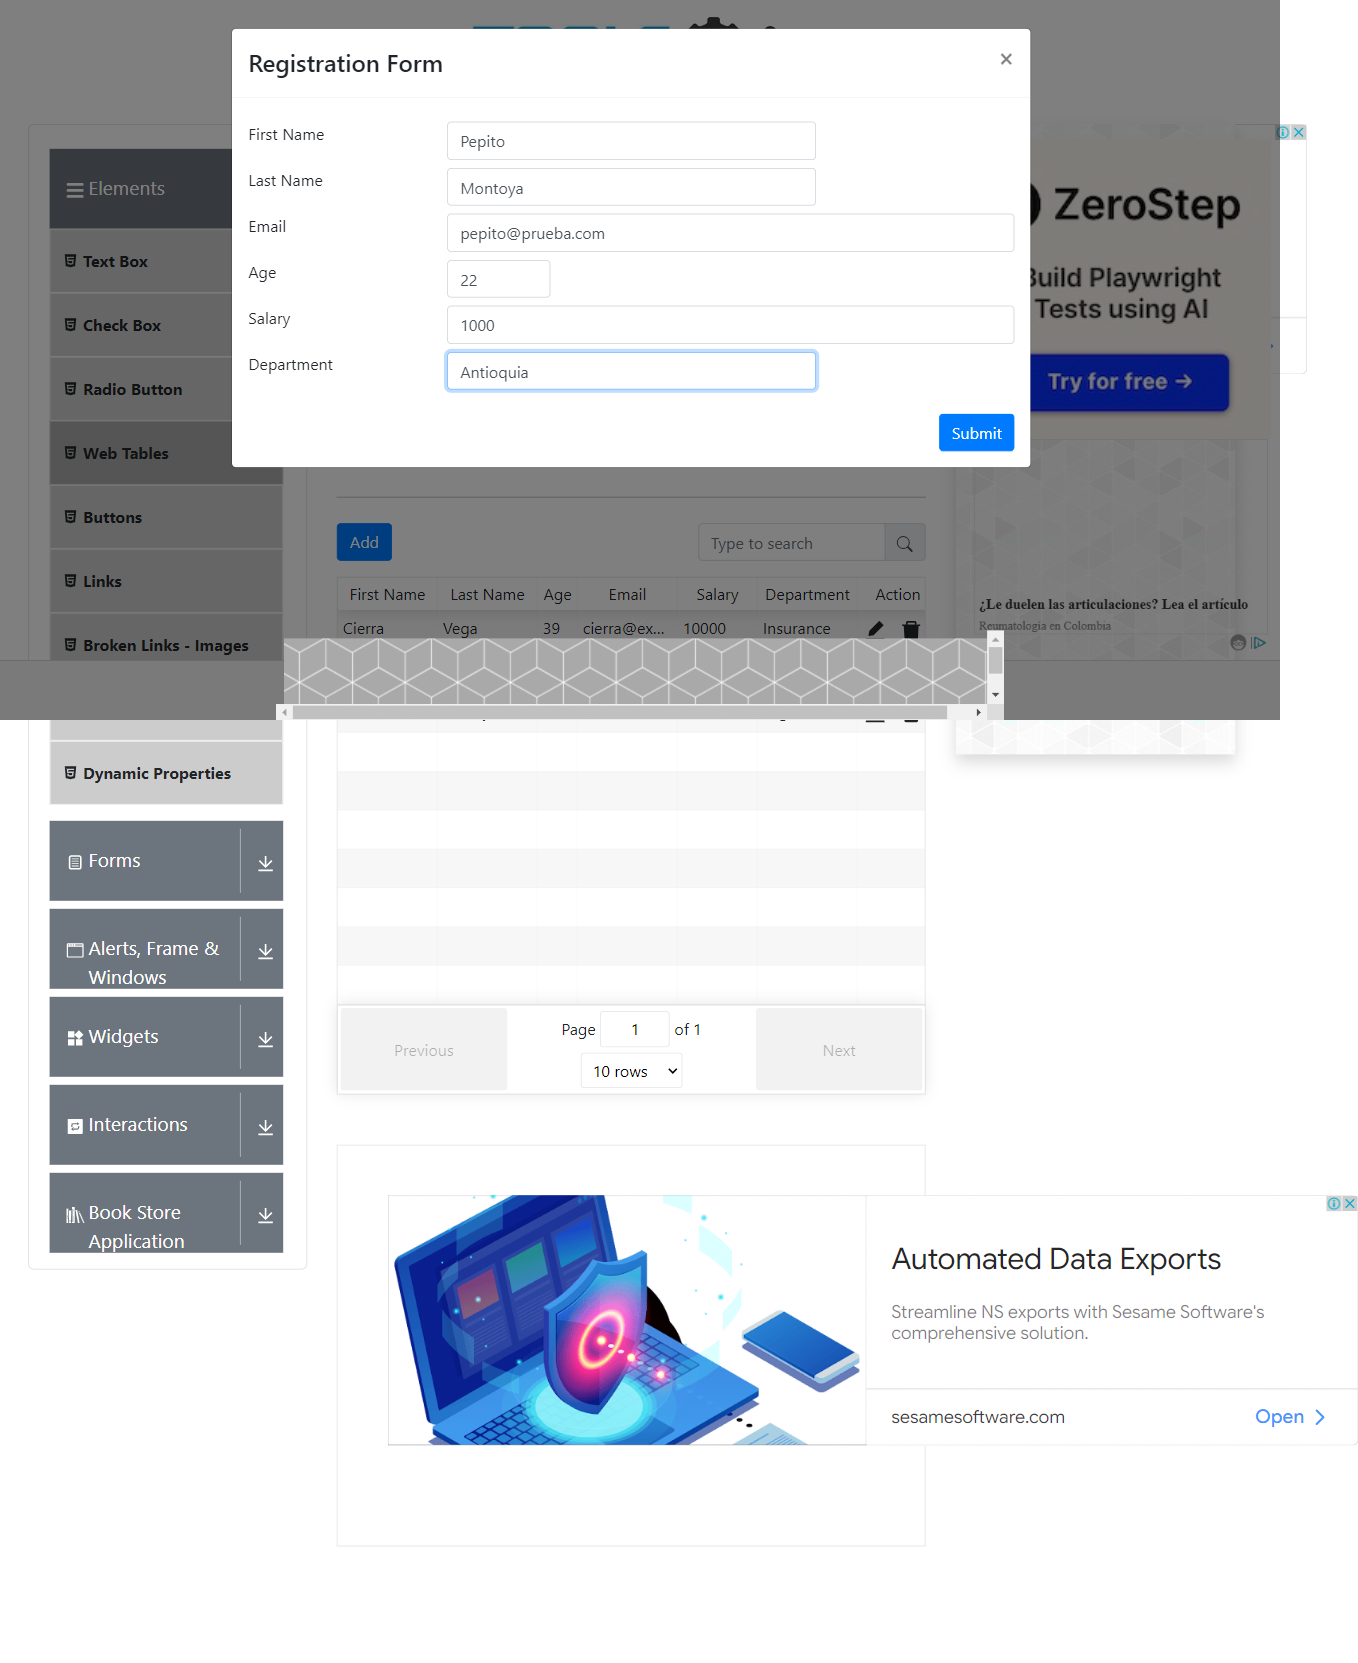 Registration Form
×
First Name
Pepito
Last Name
Montoya
Email
pepito@prueba.com
Age
22
Salary
1000
Department
Antioquia
Submit
Elements
Text Box
Check Box
Radio Button
Web Tables
Buttons
Links
Broken Links - Images
Dynamic Properties
Forms
Alerts, Frame &
Windows
Widgets
Interactions
Book Store
Application
Add
Type to search
First Name Last Name Age Email Salary Department Action
Cierra Vega 39 cierra@ex... 10000 Insurance
Previous
Page 1 of 1
10 rows
Next
ZeroStep
Build Playwright
Tests using AI
Try for free →
¿Le duelen las articulaciones? Lea el artículo
Reumatologia en Colombia
Automated Data Exports
Streamline NS exports with Sesame Software's
comprehensive solution.
sesamesoftware.com
Open